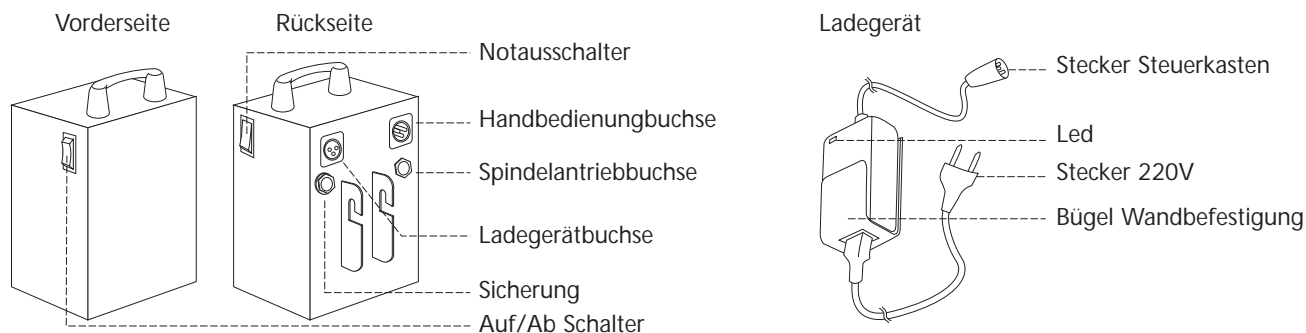 Vorderseite
Rückseite
Notausschalter
Handbedienungbuchse
Spindelantriebbuchse
Ladegerätbuchse
Sicherung
Auf/Ab Schalter
Ladegerät
Stecker Steuerkasten
Led
Stecker 220V
Bügel Wandbefestigung